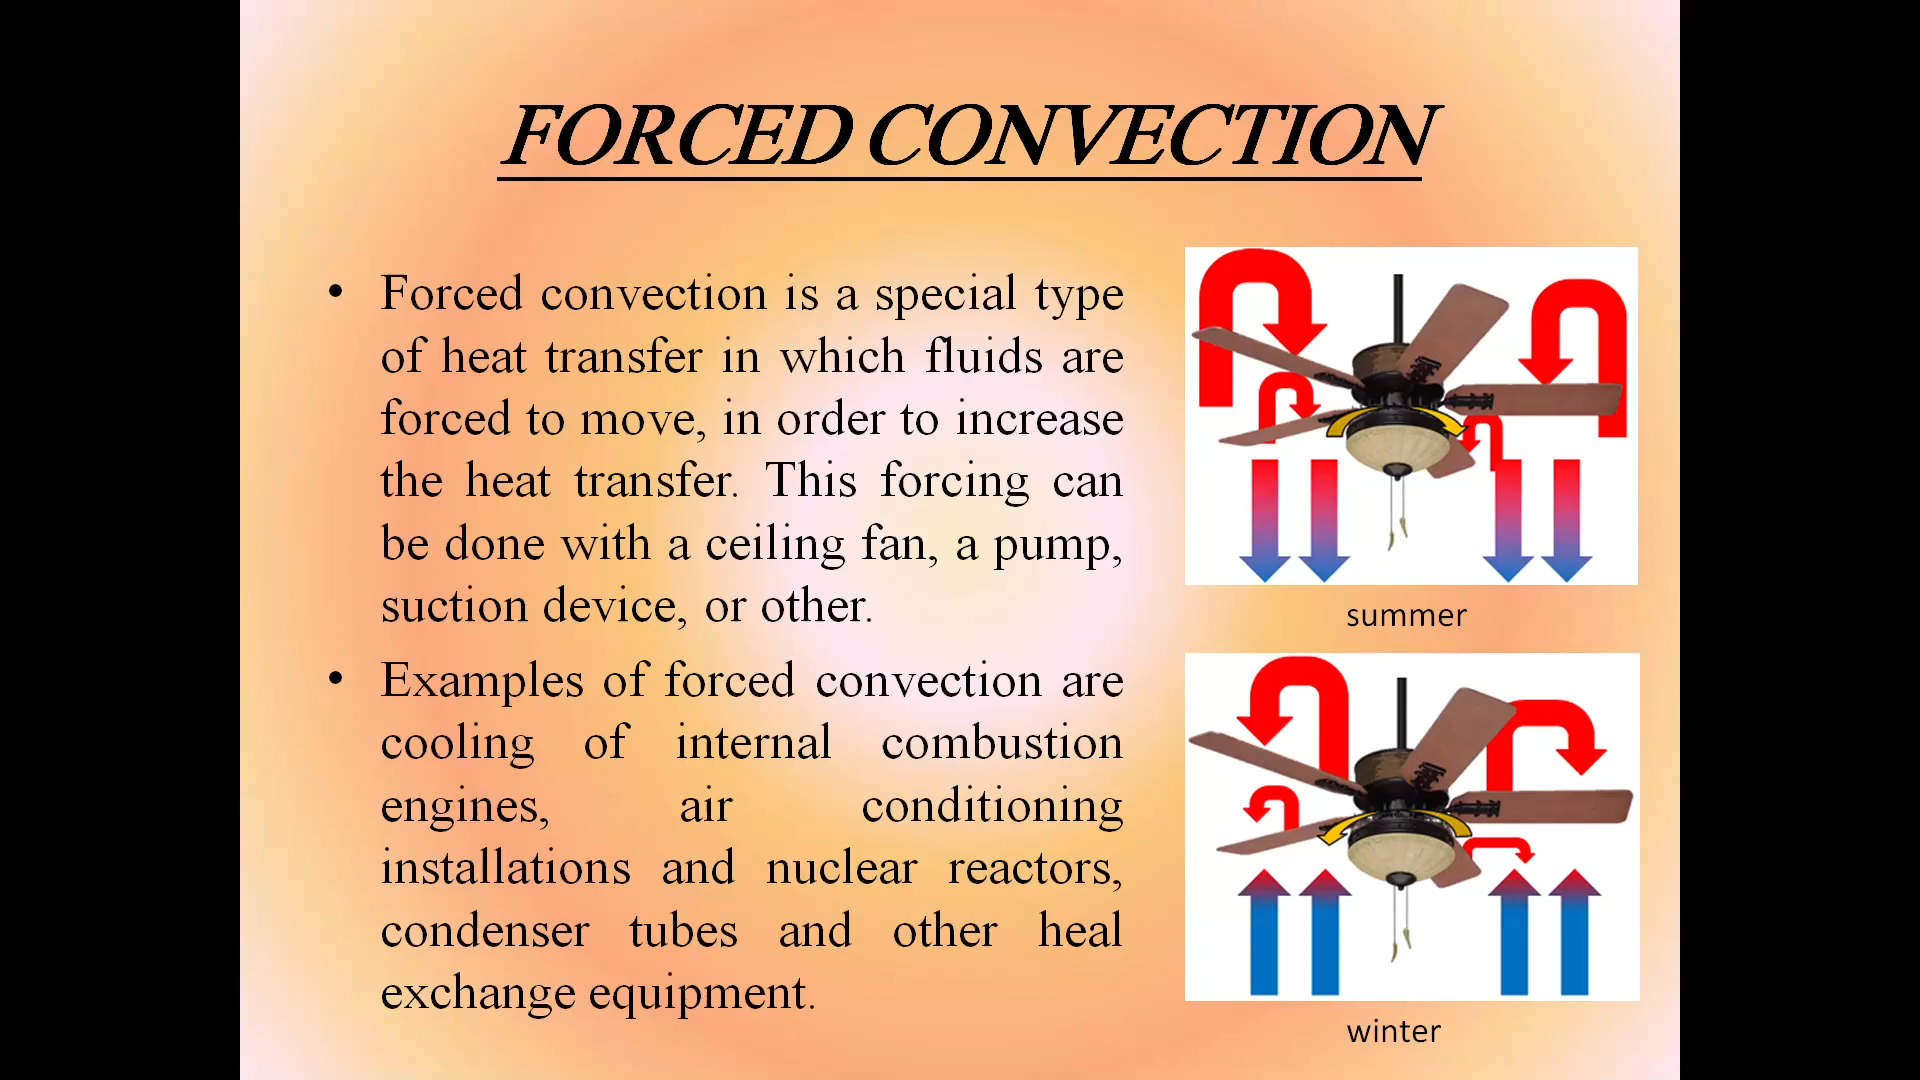 FORCED CONVECTION
• Forced convection is a special type
of heat transfer in which fluids are
forced to move, in order to increase
the heat transfer. This forcing can
be done with a ceiling fan, a pump,
suction device, or other.
• Examples of forced convection are
cooling of internal combustion
engines, air conditioning
installations and nuclear reactors,
condenser tubes and other heal
exchange equipment.
summer
winter